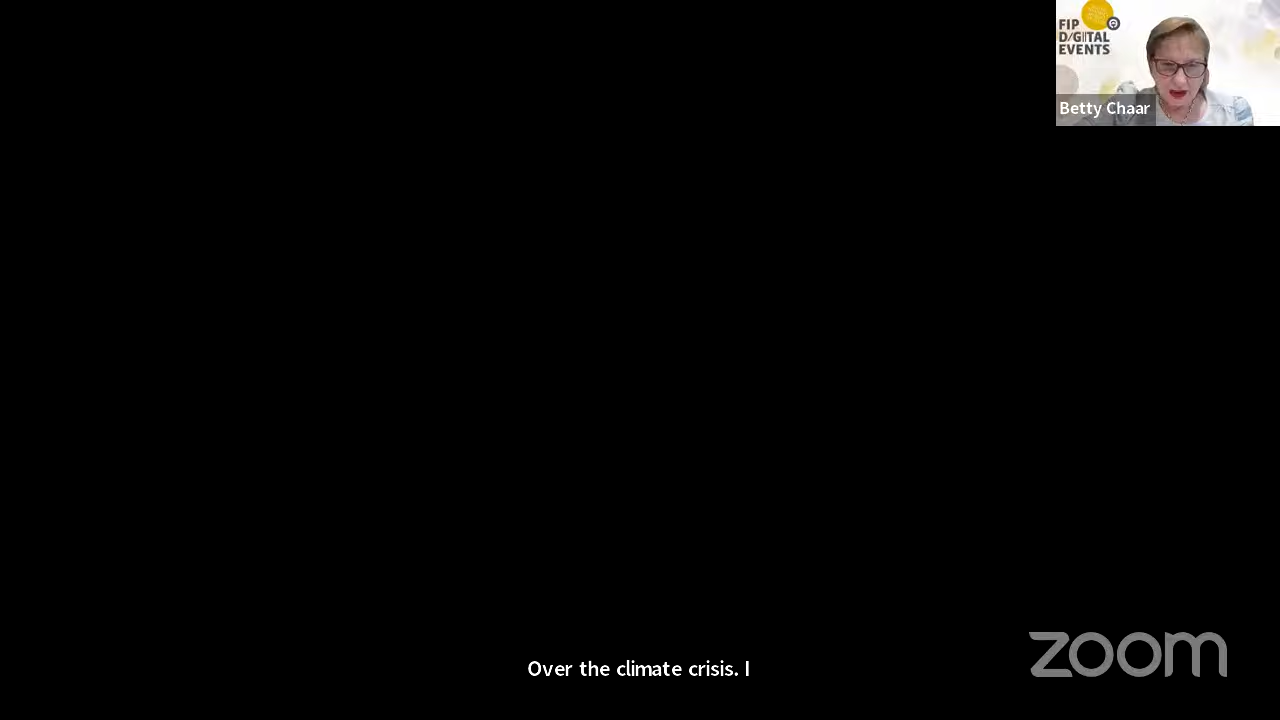 FIP
DIGITAL
EVENTS
Betty Chaar
Over the climate crisis. I
zoom